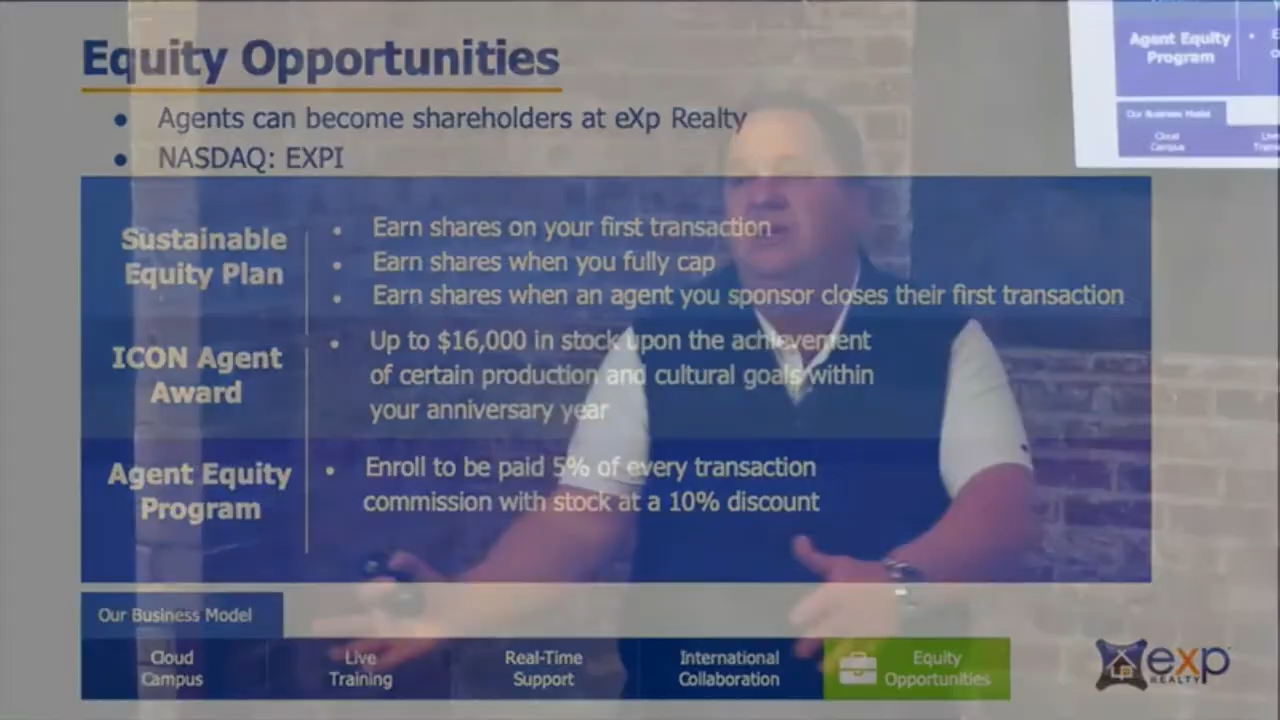 Equity Opportunities
• Agents can become shareholders at eXp Realty
• NASDAQ: EXPI
Sustainable
Equity Plan
• Earn shares on your first transaction
• Earn shares when you fully cap
• Earn shares when an agent you sponsor closes their first transaction
ICON Agent
Award
• Up to $16,000 in stock upon the achievement
of certain production and cultural goals within
your anniversary year
Agent Equity
Program
• Enroll to be paid 5% of every transaction
commission with stock at a 10% discount
Our Business Model
Cloud
Campus
Live
Training
Real-Time
Support
International
Collaboration
Equity
Opportunities
exp
REALTY
Agent Equity
Program
Our Business Model
Cloud
Campus